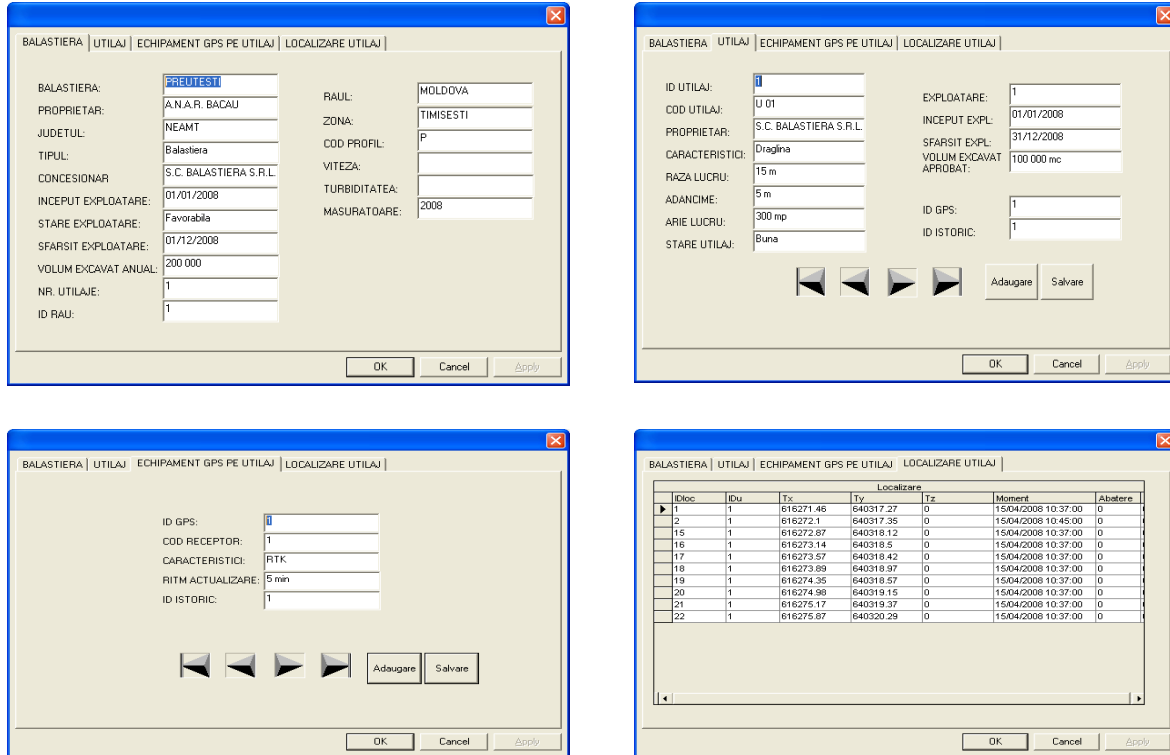 BALASTIERA UTILAJ ECHIPAMENT GPS PE UTILAJ LOCALIZARE UTILAJ
BALASTIERA: PREUTESTI
PROPRIETAR: A.N.A.R. BACAU
JUDETUL: NEAMT
TIPUL: Balastiera
CONCESIONAR S.C. BALASTIERA S.R.L.
INCEPUT EXPLOATARE: 01/01/2008
STARE EXPLOATARE: Favorabila
SFARSIT EXPLOATARE: 01/12/2008
VOLUM EXCAVAT ANUAL: 200 000
NR. UTILAJE: 1
ID RAU: 1
RAUL: MOLDOVA
ZONA: TIMISESTI
COD PROFIL: P
VITEZA:
TURBIDITATEA:
MASURATOARE: 2008
OK Cancel Apply
BALASTIERA UTILAJ ECHIPAMENT GPS PE UTILAJ LOCALIZARE UTILAJ
ID UTILAJ: 1
COD UTILAJ: U 01
PROPRIETAR: S.C. BALASTIERA S.R.L.
CARACTERISTICI: Draglina
RAZA LUCRU: 15 m
ADANCIME: 5 m
ARIE LUCRU: 300 mp
STARE UTILAJ: Buna
EXPLOATARE: 1
INCEPUT EXPL: 01/01/2008
SFARSIT EXPL: 31/12/2008
VOLUM EXCAVAT
APROBAT: 100 000 mc
ID GPS: 1
ID ISTORIC: 1
Adaugare Salvare
OK Cancel Apply
BALASTIERA UTILAJ ECHIPAMENT GPS PE UTILAJ LOCALIZARE UTILAJ
ID GPS: 1
COD RECEPTOR: 1
CARACTERISTICI: RTK
RITM ACTUALIZARE: 5 min
ID ISTORIC: 1
Adaugare Salvare
OK Cancel Apply
BALASTIERA UTILAJ ECHIPAMENT GPS PE UTILAJ LOCALIZARE UTILAJ
Localizare
IDloc IDu Tx Ty Tz Moment Abatere
1 1 616271.46 640317.27 0 15/04/2008 10:37:00 0
2 1 616272.1 640317.35 0 15/04/2008 10:45:00 0
15 1 616272.87 640318.12 0 15/04/2008 10:37:00 0
16 1 616273.14 640318.5 0 15/04/2008 10:37:00 0
17 1 616273.57 640318.42 0 15/04/2008 10:37:00 0
18 1 616273.89 640318.97 0 15/04/2008 10:37:00 0
19 1 616274.35 640318.57 0 15/04/2008 10:37:00 0
20 1 616274.98 640319.15 0 15/04/2008 10:37:00 0
21 1 616275.17 640319.37 0 15/04/2008 10:37:00 0
22 1 616275.87 640320.29 0 15/04/2008 10:37:00 0
OK Cancel Apply